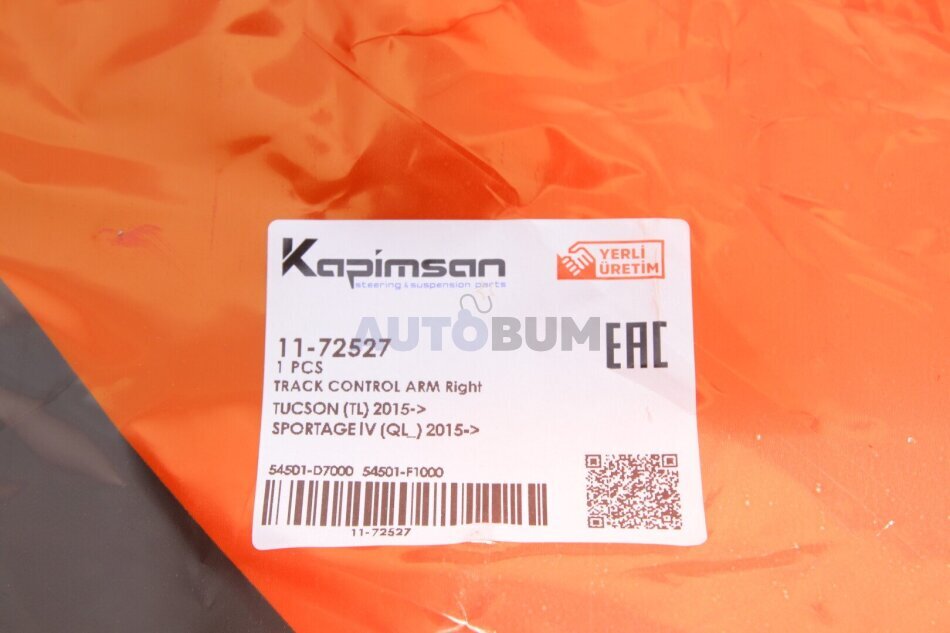 Kapimsan
steering & suspension parts
YERLİ
ÜRETİM
AUTOBUM
11-72527
EAC
1 PCS
TRACK CONTROL ARM Right
TUCSON (TL) 2015->
SPORTAGE IV (QL_) 2015->
54501-D7000 54501-F1000
11-72527